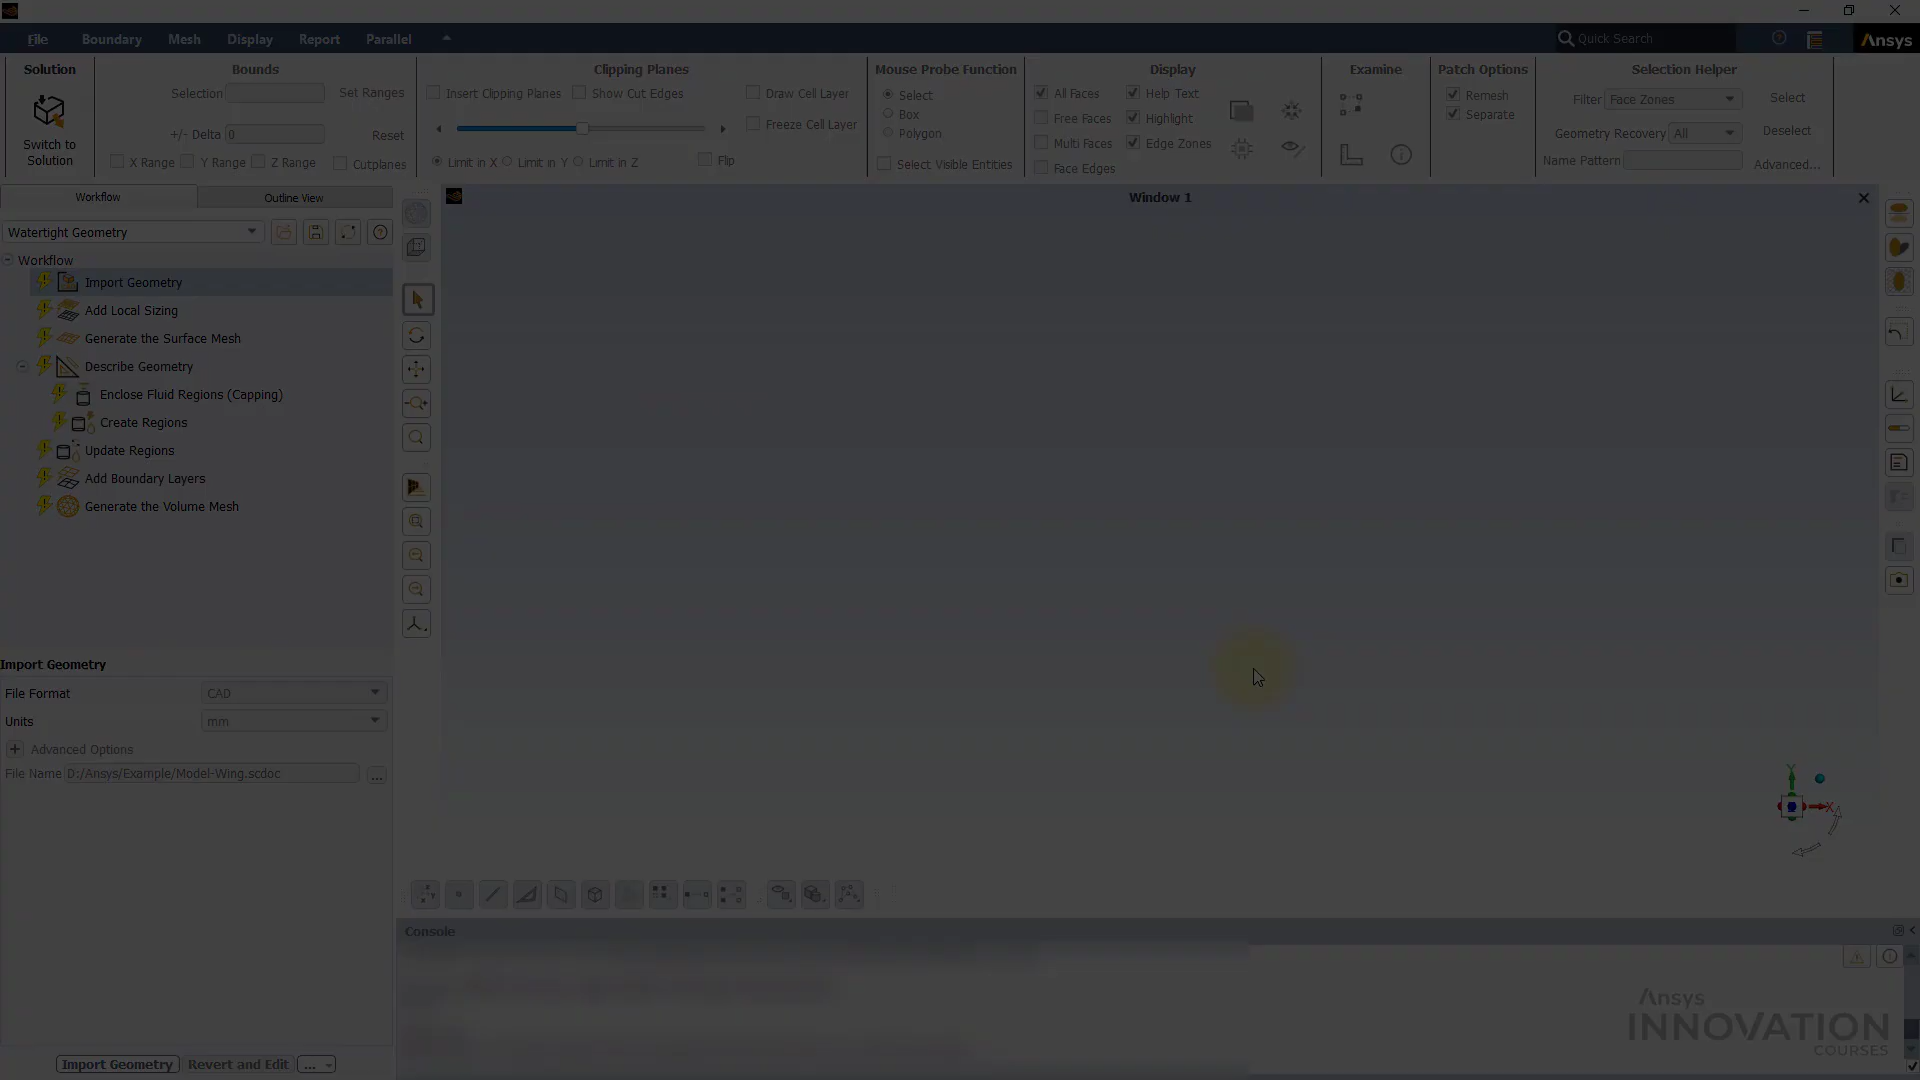 File Boundary Mesh Display Report Parallel Quick Search Ansys
Solution Bounds Clipping Planes Mouse Probe Function Display Examine Patch Options Selection Helper
Switch to
Solution
Selection Set Ranges
+/- Delta 0 Reset
X Range Y Range Z Range Cutplanes
Insert Clipping Planes Show Cut Edges Draw Cell Layer
Freeze Cell Layer
Limit in X Limit in Y Limit in Z Flip
Select
Box
Polygon
Select Visible Entities
All Faces Help Text
Free Faces Highlight
Multi Faces Edge Zones
Face Edges
Remesh
Separate
Filter Face Zones Select
Geometry Recovery All Deselect
Name Pattern Advanced...
Workflow Outline View
Window 1
Watertight Geometry
Workflow
Import Geometry
Add Local Sizing
Generate the Surface Mesh
Describe Geometry
Enclose Fluid Regions (Capping)
Create Regions
Update Regions
Add Boundary Layers
Generate the Volume Mesh
Import Geometry
File Format CAD
Units mm
+ Advanced Options
File Name D:/Ansys/Example/Model-Wing.scdoc ...
Import Geometry Revert and Edit ...
Y
X
Console
Ansys
INNOVATION
COURSES